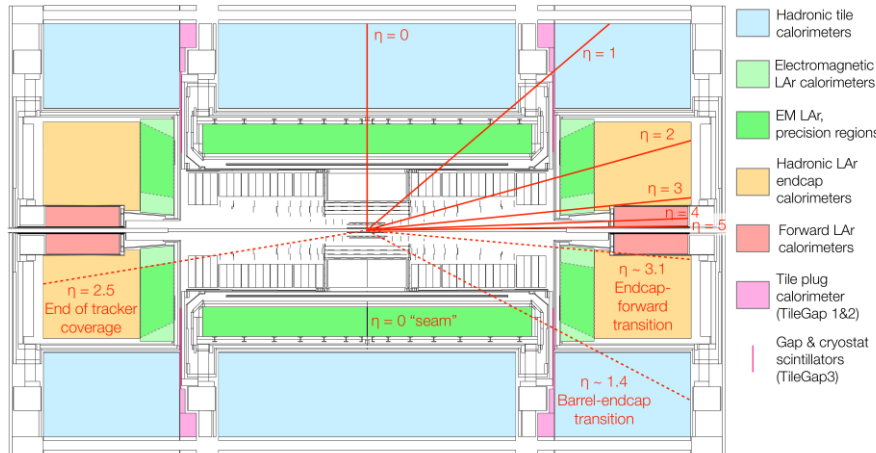 η = 0
η = 1
η = 2
η = 3
η = 4
η = 5
η = 2.5
End of tracker
coverage
η = 0 "seam"
η ~ 3.1
Endcap-
forward
transition
η ~ 1.4
Barrel-endcap
transition
Hadronic tile
calorimeters
Electromagnetic
LAr calorimeters
EM LAr,
precision regions
Hadronic LAr
endcap
calorimeters
Forward LAr
calorimeters
Tile plug
calorimeter
(TileGap 1&2)
Gap & cryostat
scintillators
(TileGap3)